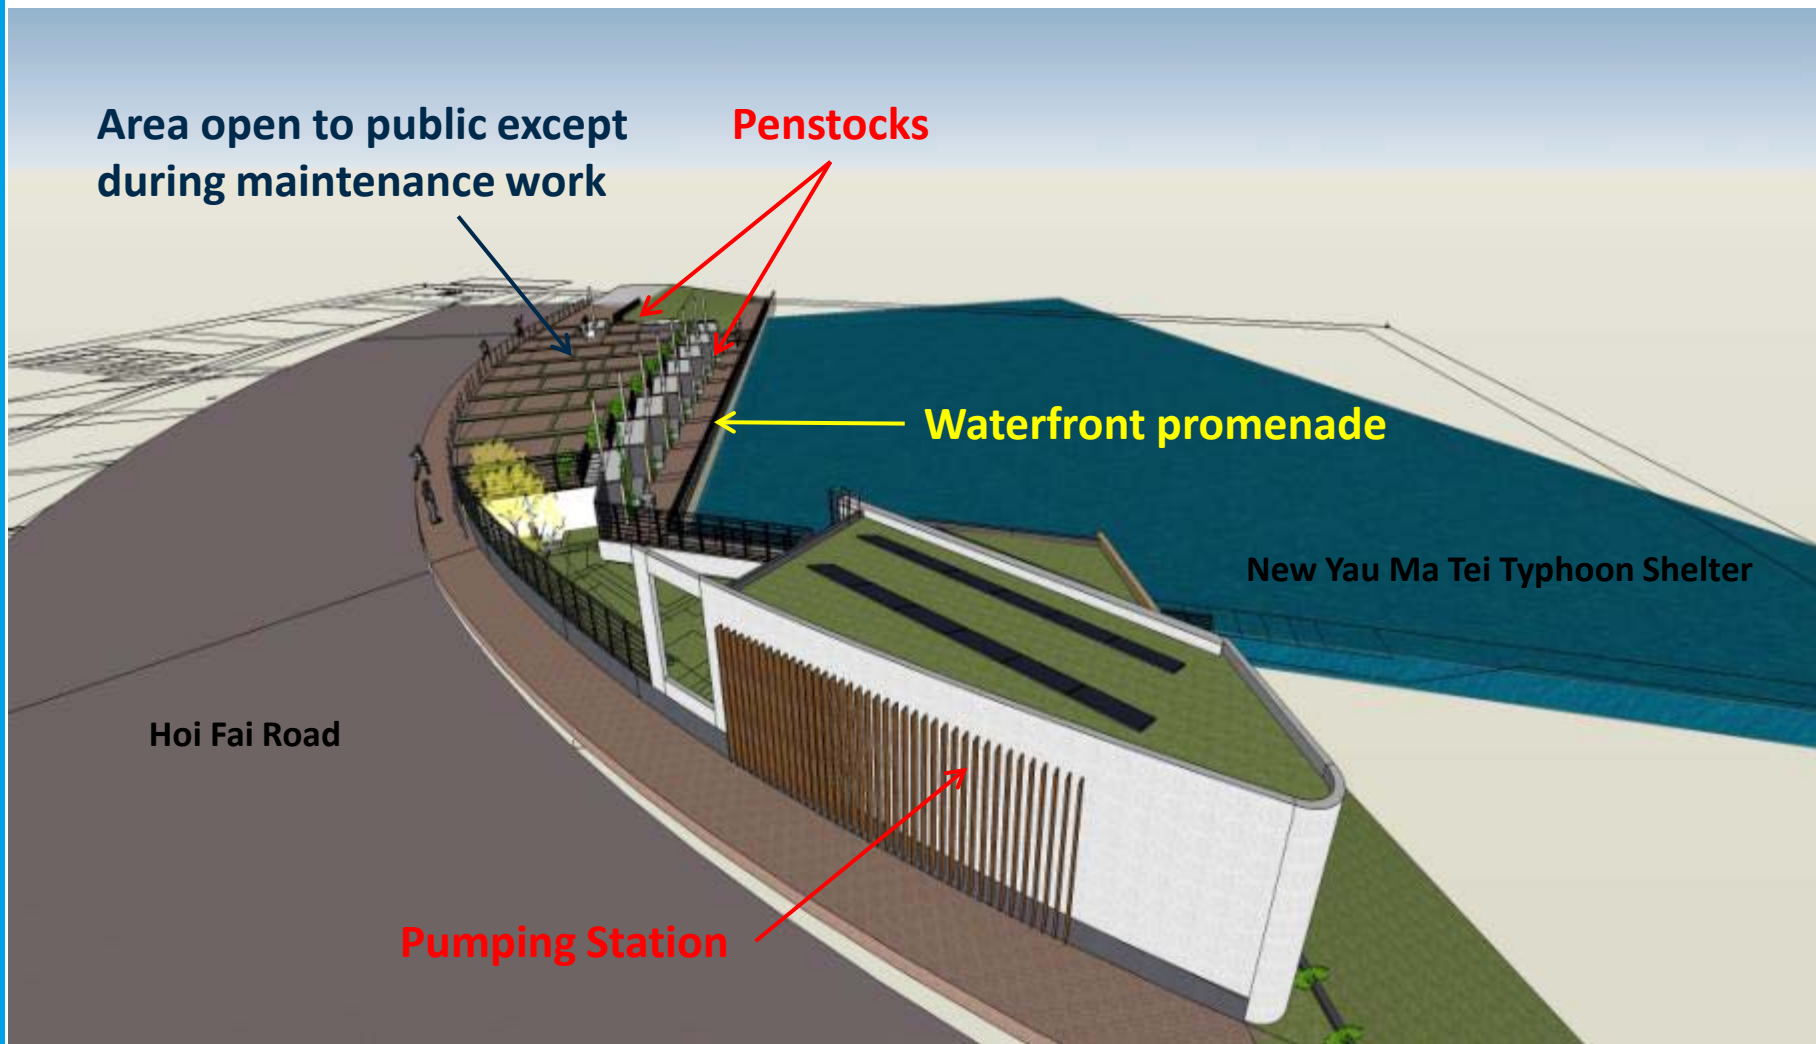 Area open to public except
during maintenance work
Penstocks
Waterfront promenade
New Yau Ma Tei Typhoon Shelter
Hoi Fai Road
Pumping Station